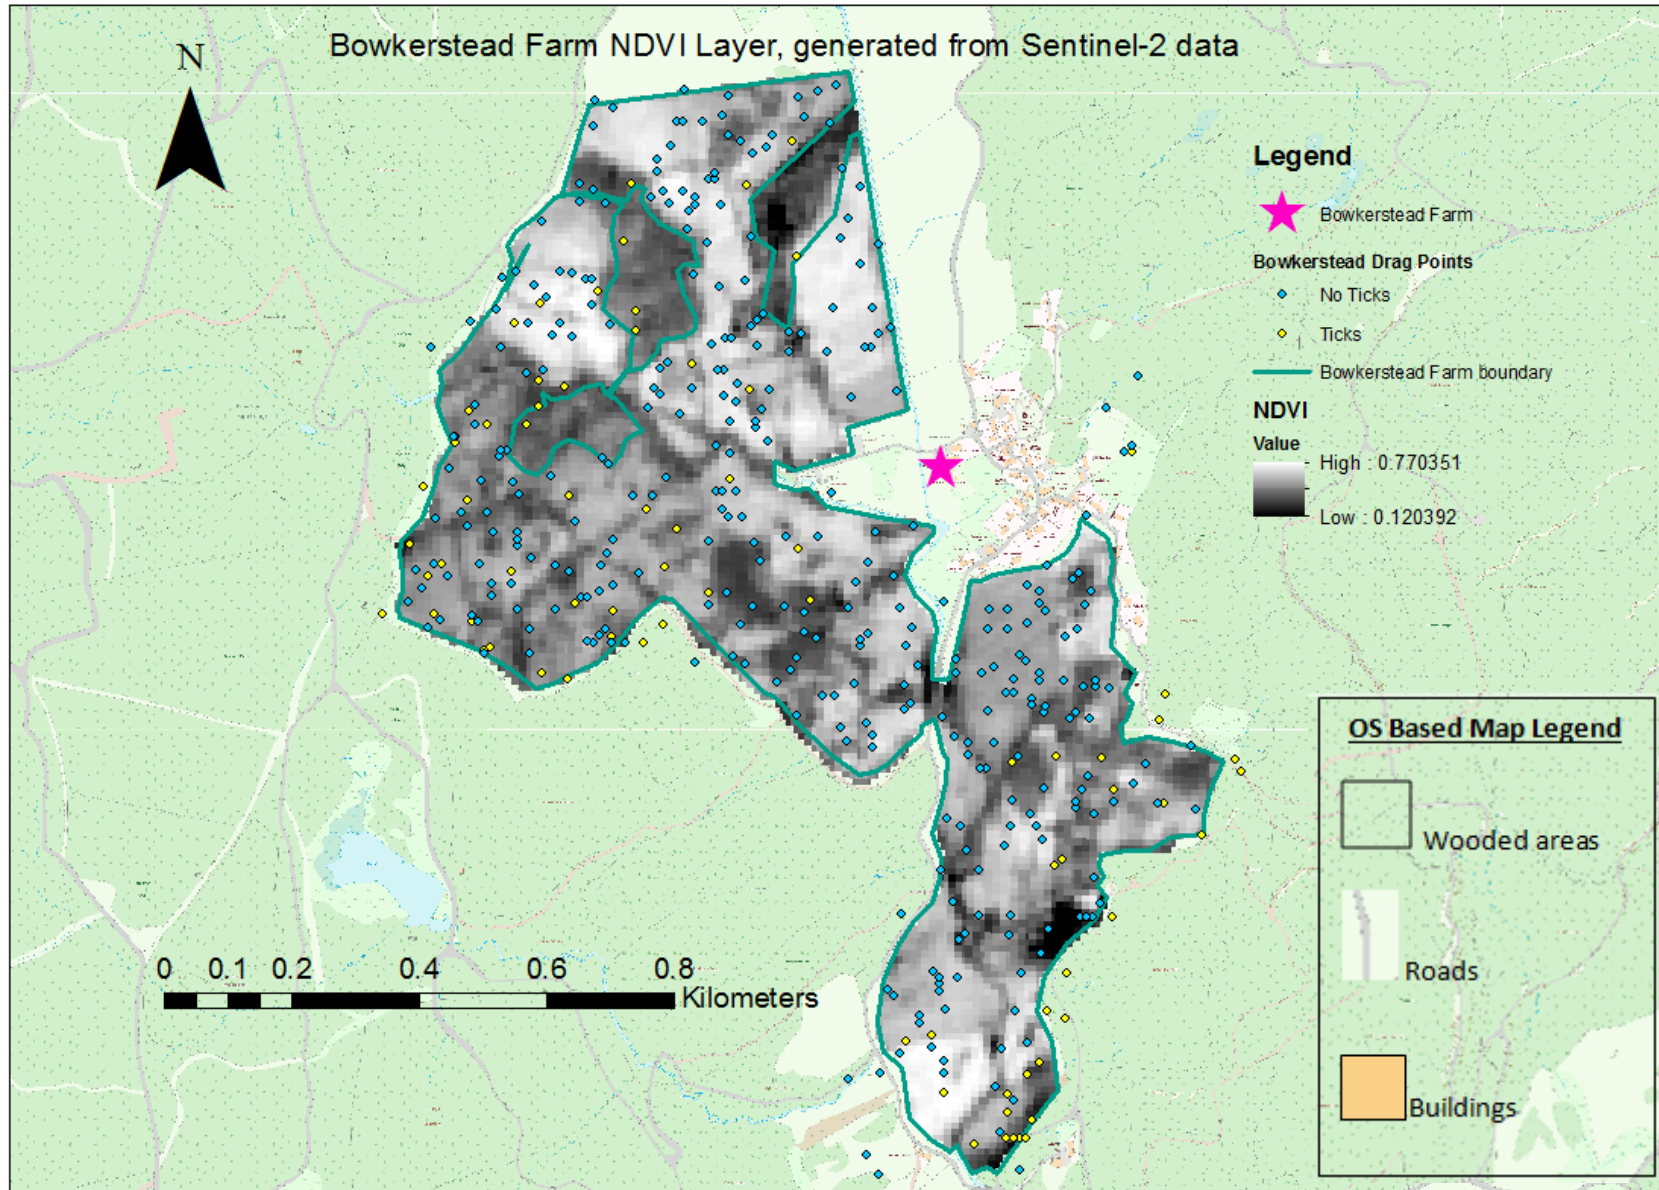 Bowkerstead Farm NDVI Layer, generated from Sentinel-2 data
N
Legend
Bowkerstead Farm
Bowkerstead Drag Points
No Ticks
Ticks
Bowkerstead Farm boundary
NDVI
Value
High : 0.770351
Low : 0.120392
OS Based Map Legend
Wooded areas
Roads
Buildings
0 0.1 0.2 0.4 0.6 0.8
Kilometers